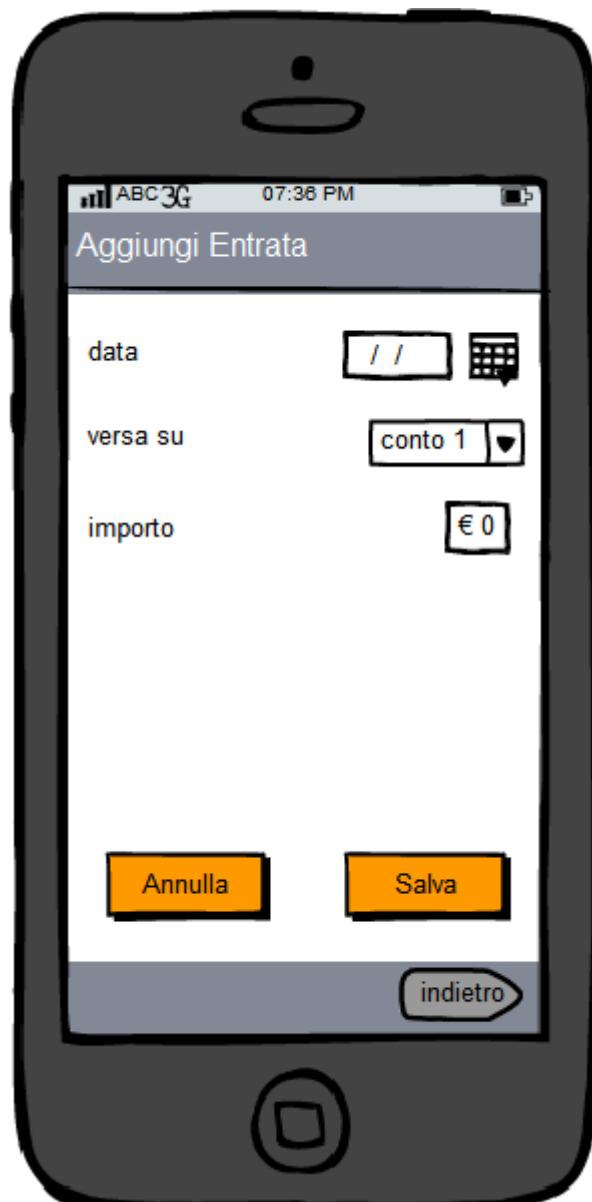 ABC 3G 07:36 PM
Aggiungi Entrata
data / /
versa su conto 1
importo € 0
Annulla Salva
indietro